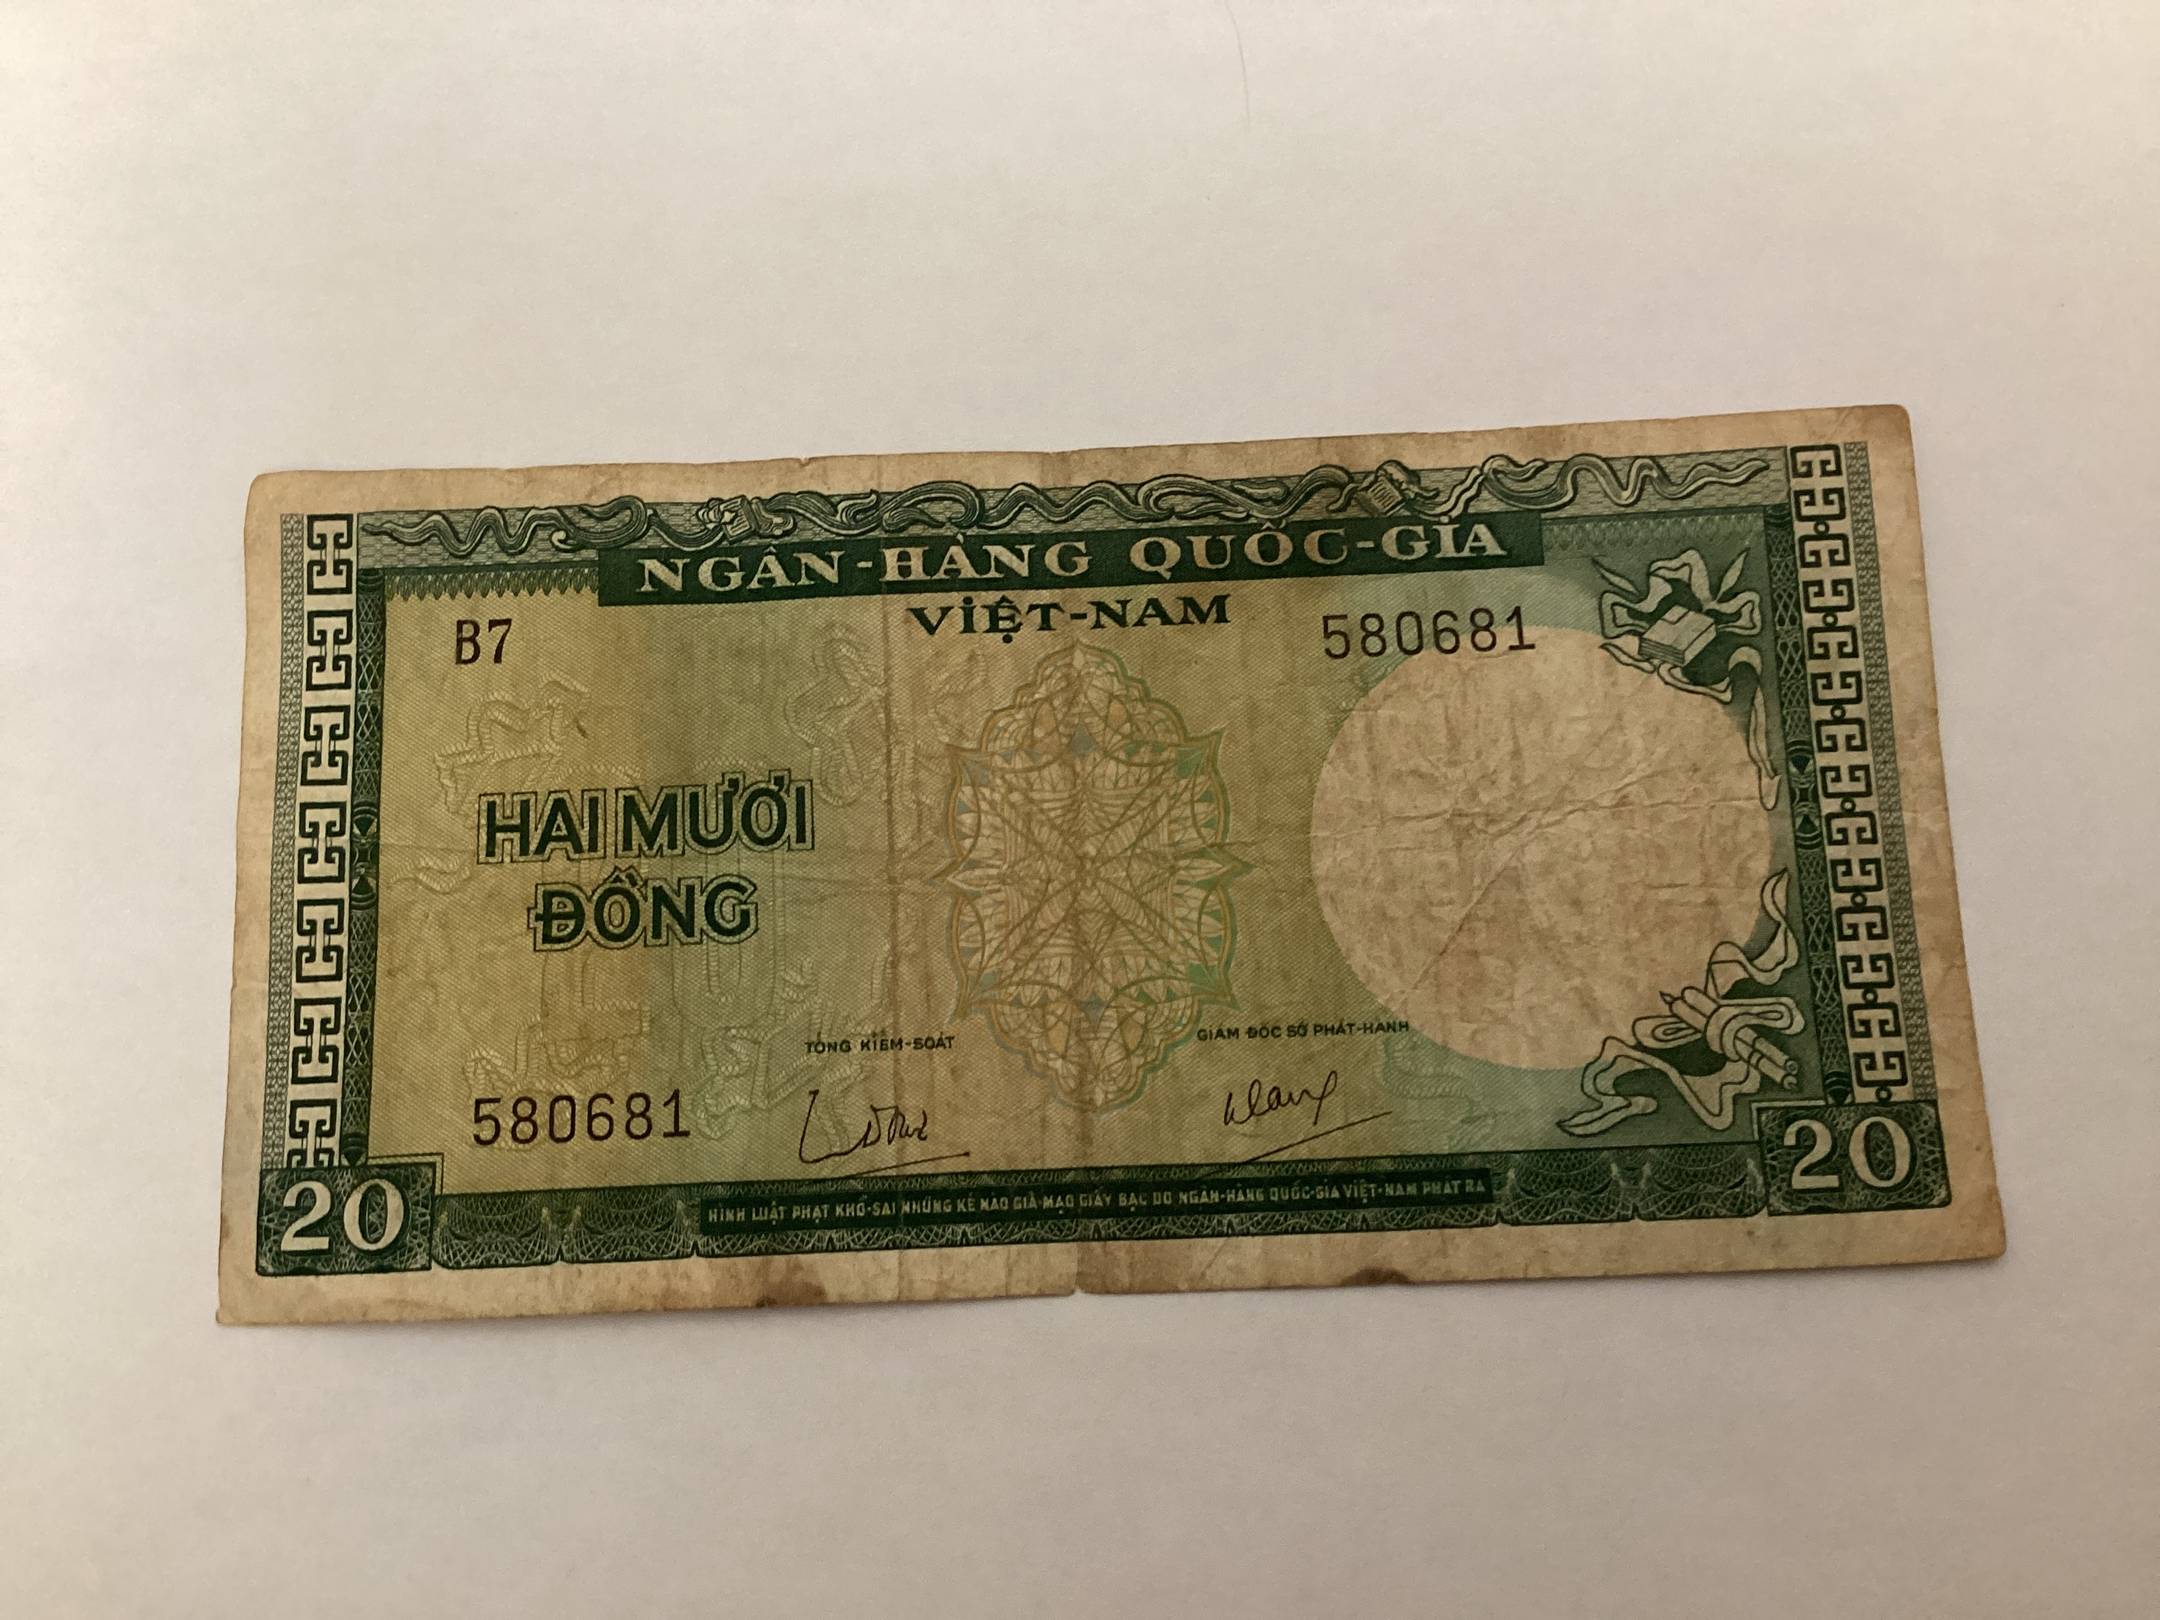 NGÂN-HÀNG QUỐC-GIA
VIỆT-NAM
B7
580681
HAI MƯƠI
ĐỒNG
TỔNG KIỂM-SOÁT
GIÁM ĐỐC SỞ PHÁT-HÀNH
580681
20
20
HÌNH LUẬT PHẠT KHỔ-SAI NHỮNG KẺ NÀO GIẢ-MẠO GIẤY BẠC DO NGÂN-HÀNG QUỐC-GIA VIỆT-NAM PHÁT RA